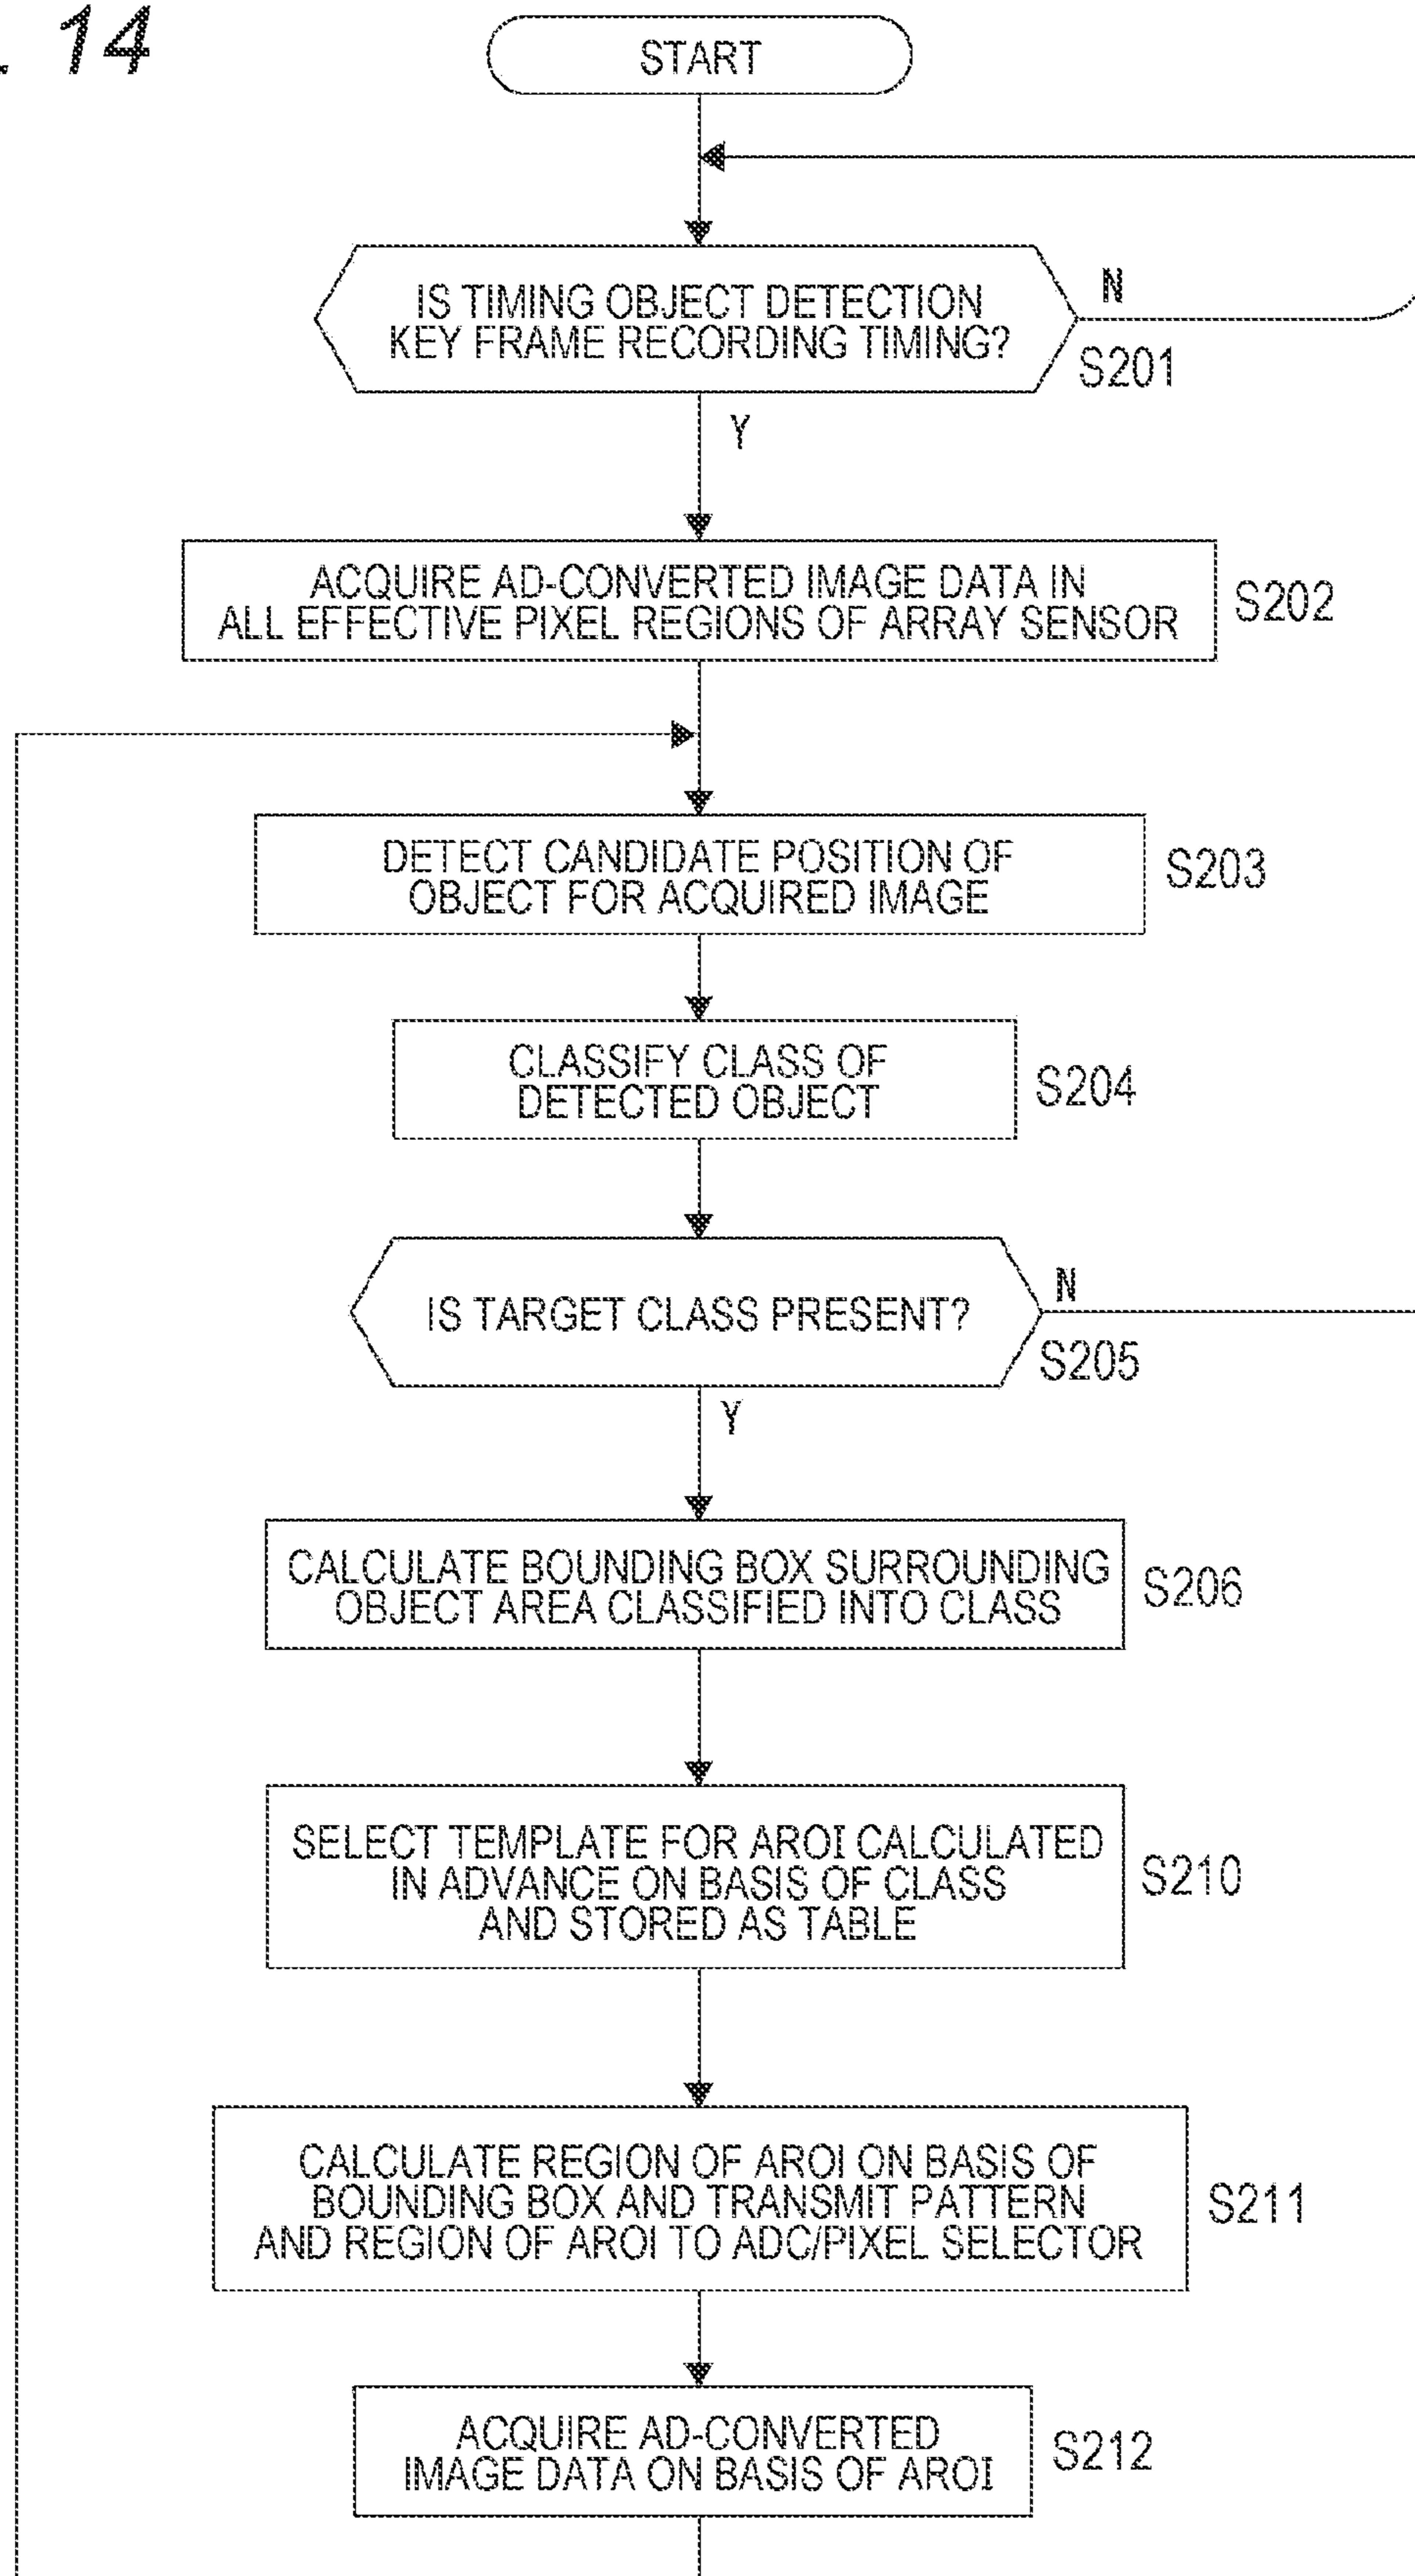 . 14
START
IS TIMING OBJECT DETECTION
KEY FRAME RECORDING TIMING?
N
S201
Y
ACQUIRE AD-CONVERTED IMAGE DATA IN
ALL EFFECTIVE PIXEL REGIONS OF ARRAY SENSOR
S202
DETECT CANDIDATE POSITION OF
OBJECT FOR ACQUIRED IMAGE
S203
CLASSIFY CLASS OF
DETECTED OBJECT
S204
IS TARGET CLASS PRESENT?
N
S205
Y
CALCULATE BOUNDING BOX SURROUNDING
OBJECT AREA CLASSIFIED INTO CLASS
S206
SELECT TEMPLATE FOR AROI CALCULATED
IN ADVANCE ON BASIS OF CLASS
AND STORED AS TABLE
S210
CALCULATE REGION OF AROI ON BASIS OF
BOUNDING BOX AND TRANSMIT PATTERN
AND REGION OF AROI TO ADC/PIXEL SELECTOR
S211
ACQUIRE AD-CONVERTED
IMAGE DATA ON BASIS OF AROI
S212